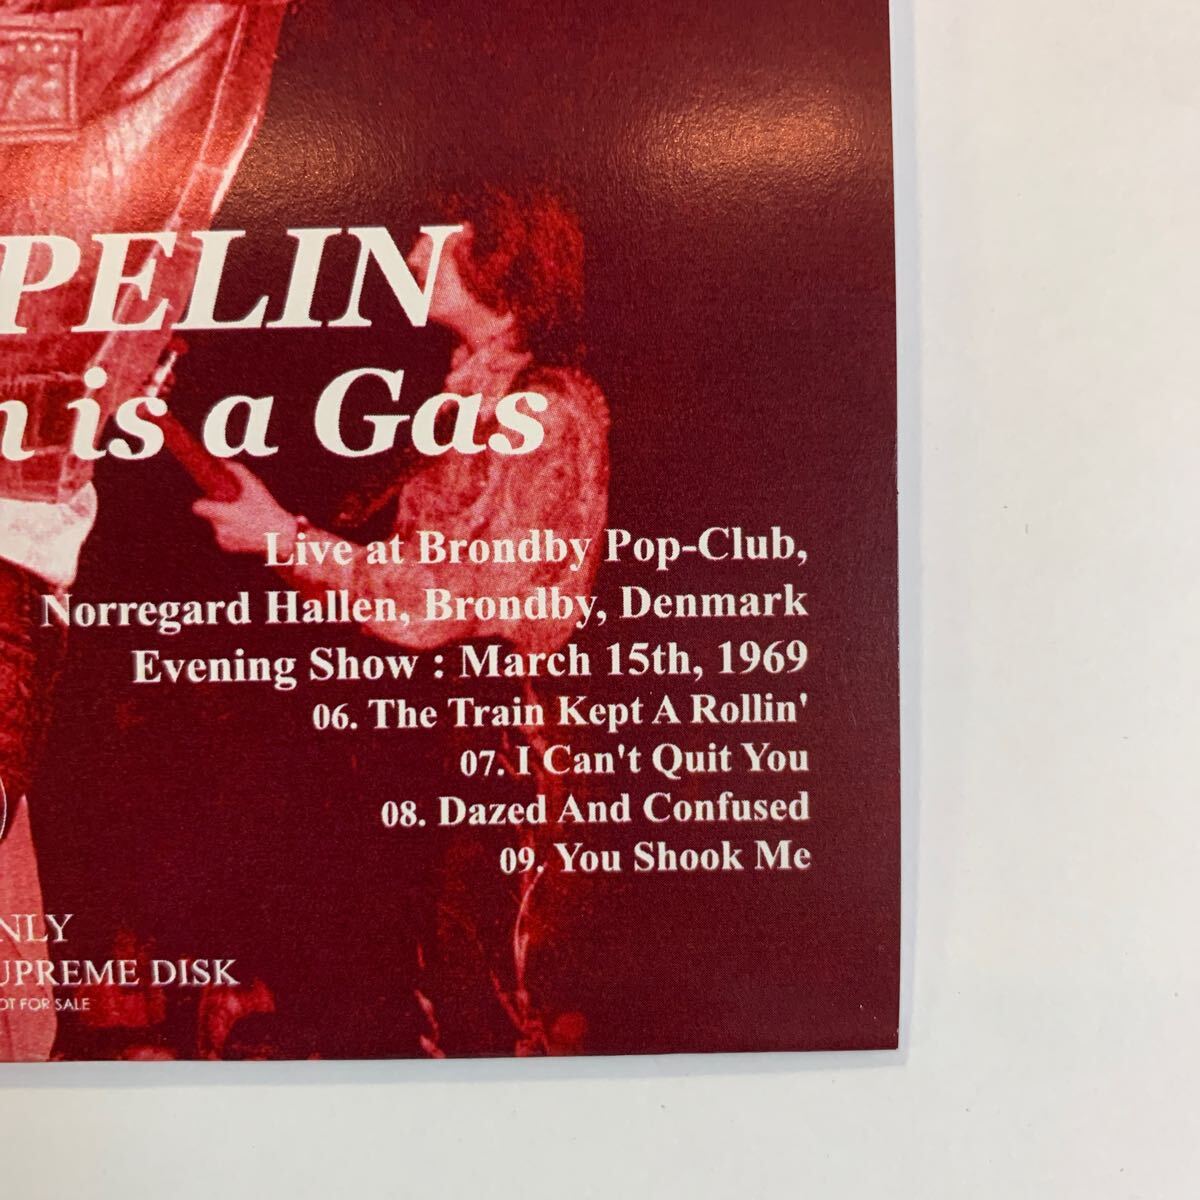 PELIN
is a Gas
Live at Brondby Pop-Club,
Norregard Hallen, Brondby, Denmark
Evening Show : March 15th, 1969
06. The Train Kept A Rollin'
07. I Can't Quit You
08. Dazed And Confused
09. You Shook Me
NLY
UPREME DISK
OT FOR SALE